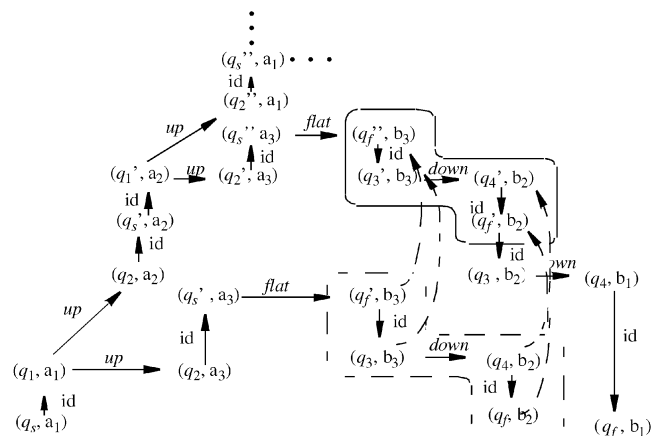 (q_s'', a_1)
id
(q_2'', a_1)
up
(q_s'' a_3)
flat
(q_f'', b_3)
id
id
(q_1', a_2)
up
(q_2', a_3)
(q_3', b_3)
down
(q_4', b_2)
id
id
(q_s', a_2)
(q_f', b_2)
id
id
(q_2, a_2)
(q_3 , b_2)
own
(q_4, b_1)
(q_s' , a_3)
flat
(q_f', b_3)
up
id
id
id
(q_3, b_3)
down
(q_4, b_2)
(q_1, a_1)
up
(q_2, a_3)
id
id
(q_s, a_1)
(q_f, b_2)
(q_f, b_1)